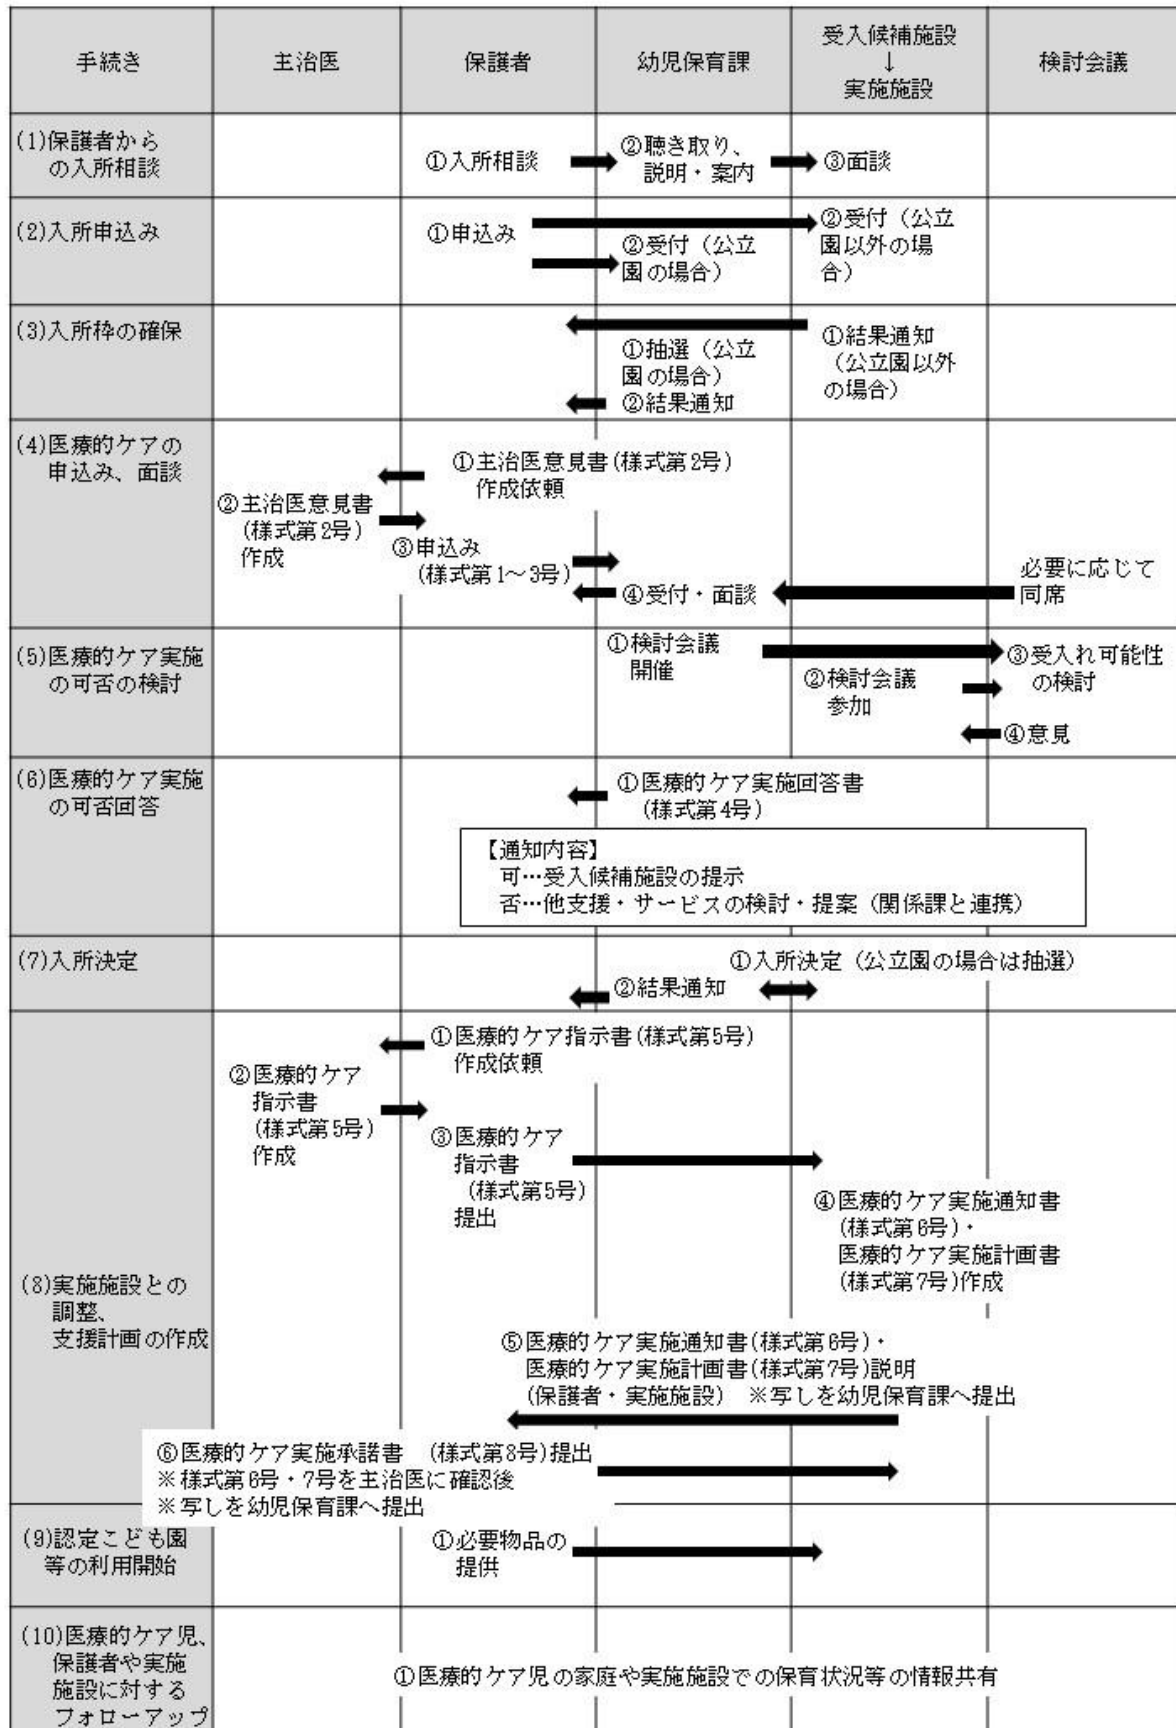 手続き
主治医
保護者
幼児保育課
受入候補施設
↓
実施施設
検討会議
(1)保護者から
の入所相談
①入所相談
②聴き取り、
説明・案内
③面談
(2)入所申込み
①申込み
②受付（公立
園の場合）
②受付（公立
園以外の場
合）
(3)入所枠の確保
①抽選（公立
園の場合）
②結果通知
①結果通知
（公立園以外
の場合）
(4)医療的ケアの
申込み、面談
①主治医意見書(様式第2号)
作成依頼
②主治医意見書
(様式第2号)
作成
③申込み
(様式第1～3号)
④受付・面談
必要に応じて
同席
(5)医療的ケア実施
の可否の検討
①検討会議
開催
②検討会議
参加
③受入れ可能性
の検討
④意見
(6)医療的ケア実施
の可否回答
①医療的ケア実施回答書
(様式第4号)
【通知内容】
可…受入候補施設の提示
否…他支援・サービスの検討・提案（関係課と連携）
(7)入所決定
①入所決定（公立園の場合は抽選）
②結果通知
(8)実施施設との
調整、
支援計画の作成
①医療的ケア指示書(様式第5号)
作成依頼
②医療的ケア
指示書
(様式第5号)
作成
③医療的ケア
指示書
(様式第5号)
提出
④医療的ケア実施通知書
(様式第6号)・
医療的ケア実施計画書
(様式第7号)作成
⑤医療的ケア実施通知書(様式第6号)・
医療的ケア実施計画書(様式第7号)説明
(保護者・実施施設)　※写しを幼児保育課へ提出
⑥医療的ケア実施承諾書　(様式第8号)提出
※様式第6号・7号を主治医に確認後
※写しを幼児保育課へ提出
(9)認定こども園
等の利用開始
①必要物品の
提供
(10)医療的ケア児、
保護者や実施
施設に対する
フォローアップ
①医療的ケア児の家庭や実施施設での保育状況等の情報共有